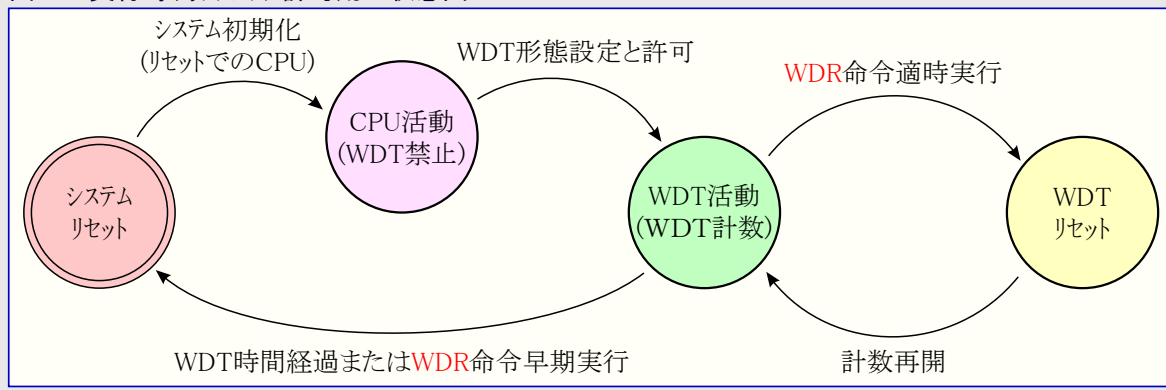 システム初期化
(リセットでのCPU)
WDT形態設定と許可
WDR命令適時実行
CPU活動
(WDT禁止)
システム
リセット
WDT活動
(WDT計数)
WDT
リセット
WDT時間経過またはWDR命令早期実行
計数再開